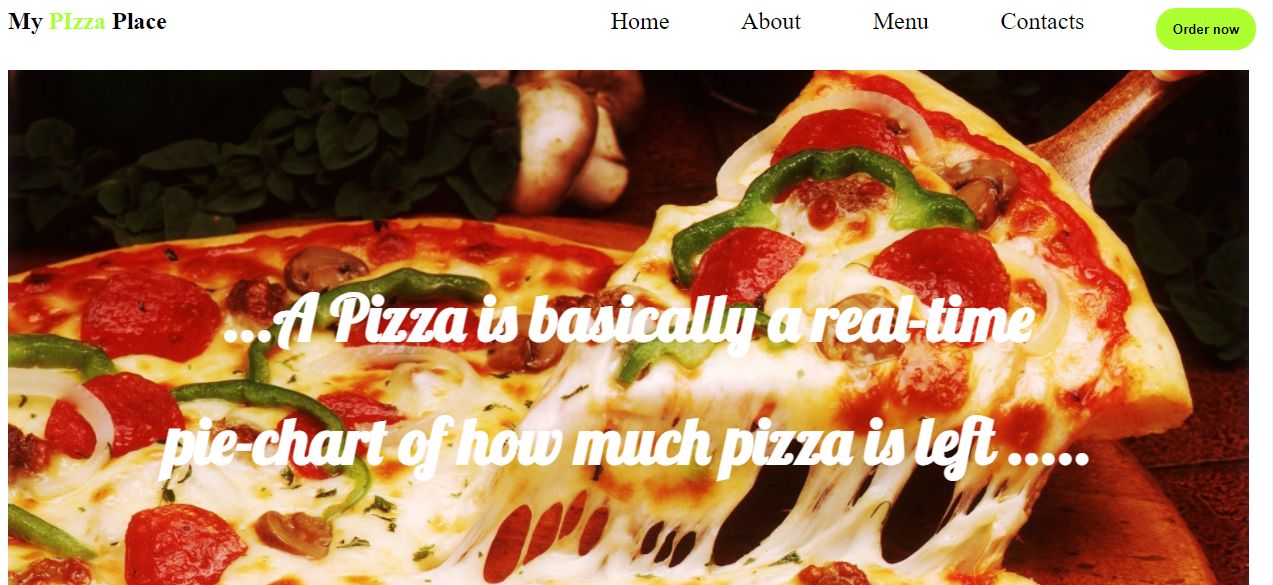 My PIzza Place
Home About Menu Contacts Order now
...A Pizza is basically a real-time
pie-chart of how much pizza is left .....